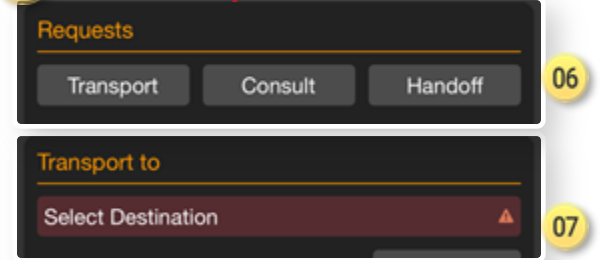 Requests
Transport Consult Handoff
06
Transport to
Select Destination
07